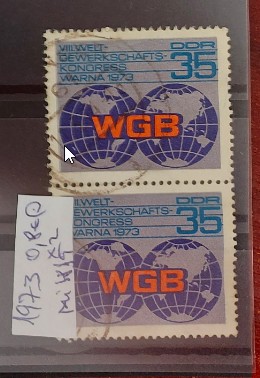 VIII.WELT-
GEWERKSCHAFTS-
KONGRESS
WARNA 1973
DDR
35
WGB
VIII.WELT-
GEWERKSCHAFTS-
KONGRESS
WARNA 1973
DDR
35
WGB
1973
x2